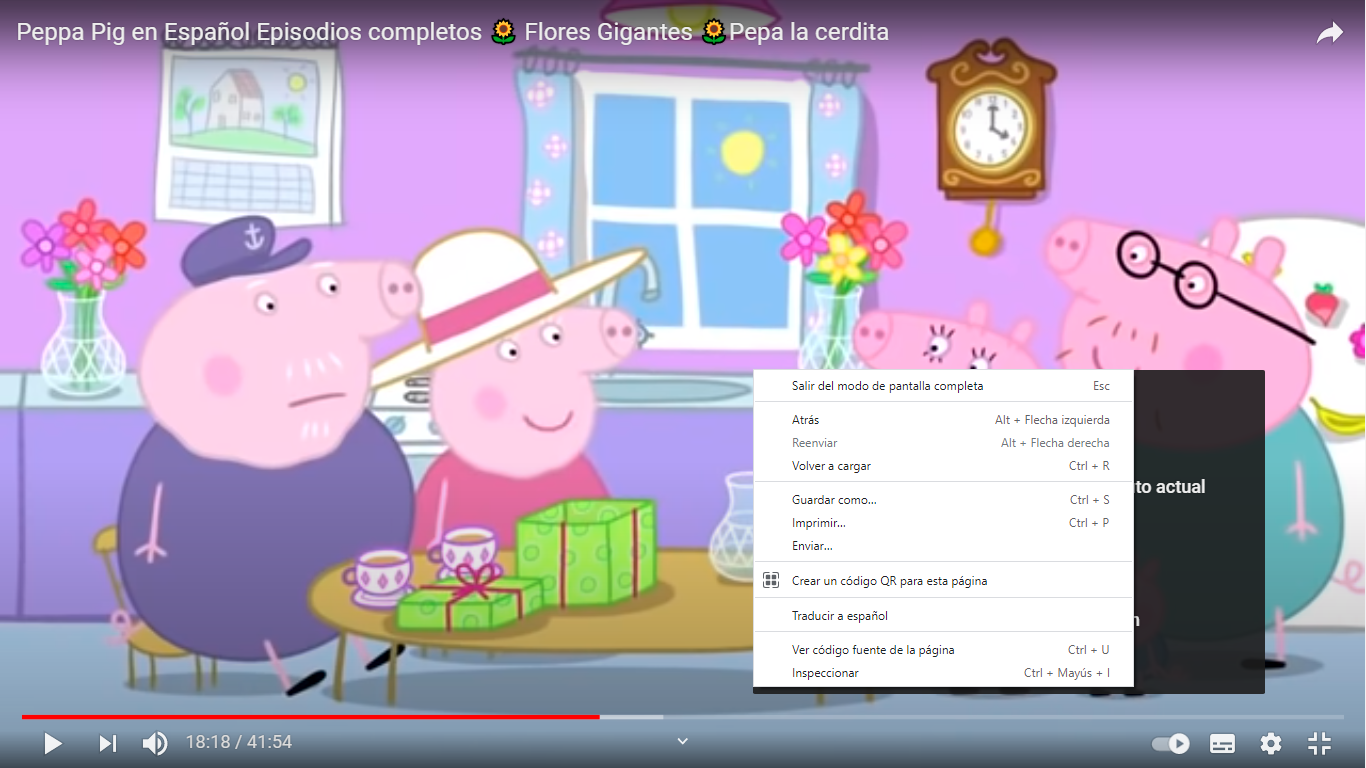 Peppa Pig en Español Episodios completos 🌻 Flores Gigantes 🌻Pepa la cerdita
Salir del modo de pantalla completa Esc
Atrás Alt + Flecha izquierda
Reenviar Alt + Flecha derecha
Volver a cargar Ctrl + R
Guardar como... Ctrl + S
to actual
Imprimir... Ctrl + P
Enviar...
Crear un código QR para esta página
Traducir a español
Ver código fuente de la página Ctrl + U
Inspeccionar Ctrl + Mayús + I
18:18 / 41:54